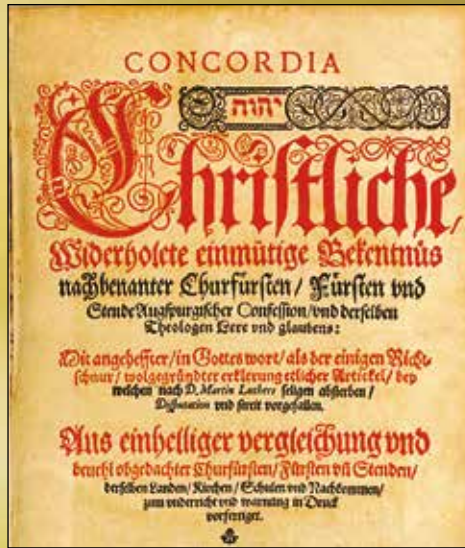 CONCORDIA
יהוה
Christliche,
Widerholete einmütige Bekentnüs
nachbenanter Churfürsten / Fürsten vnd
Stende Augspurgischer Confession / vnd derselben
Theologen Lere vnd glaubens:
Mit angeheffter / in Gottes wort / als der einigen Richt-
schnur / wolgegründter erklerung etlicher Artickel / bey
welchen nach D. Martin Luthers seligen absterben /
Disputation vnd streit vorgefallen.
Aus einhelliger vergleichung vnd
beuehl obgedachter Churfürsten / Fürsten vñ Stenden /
derselben Landen / Kirchen / Schulen vnd Nachkommen /
zum vnderricht vnd warnung in Druck
vorfertiget.